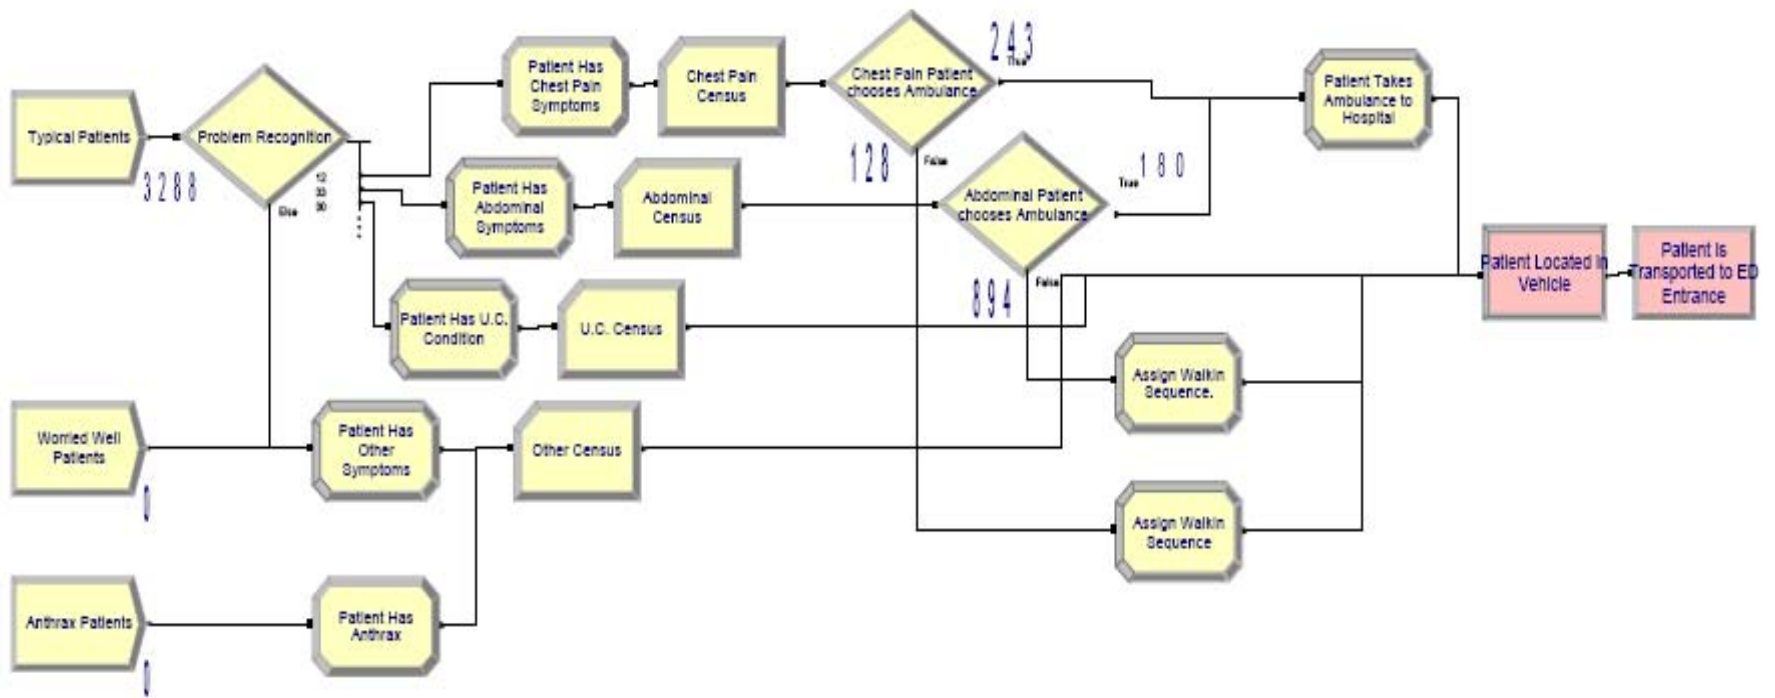 Typical Patients
3288
Problem Recognition
Else
12
33
30
Patient Has
Chest Pain
Symptoms
Chest Pain
Census
Chest Pain Patient
chooses Ambulance
243
True
128
False
Patient Has
Abdominal
Symptoms
Abdominal
Census
Abdominal Patient
chooses Ambulance
True
180
894
False
Patient Takes
Ambulance to
Hospital
Patient Has U.C.
Condition
U.C. Census
Patient Located in
Vehicle
Patient Is
Transported to ED
Entrance
Assign Walkin
Sequence.
Worried Well
Patients
0
Patient Has
Other
Symptoms
Other Census
Assign Walkin
Sequence
Anthrax Patients
0
Patient Has
Anthrax